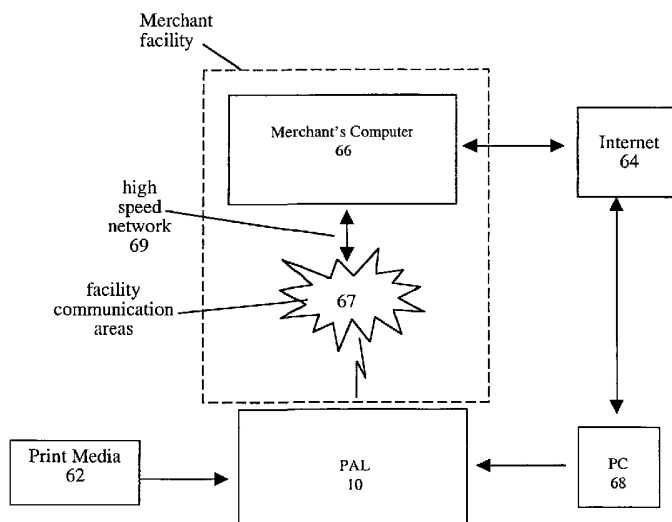 Merchant
facility
Merchant's Computer
66
Internet
64
high
speed
network
69
facility
communication
areas
67
Print Media
62
PAL
10
PC
68